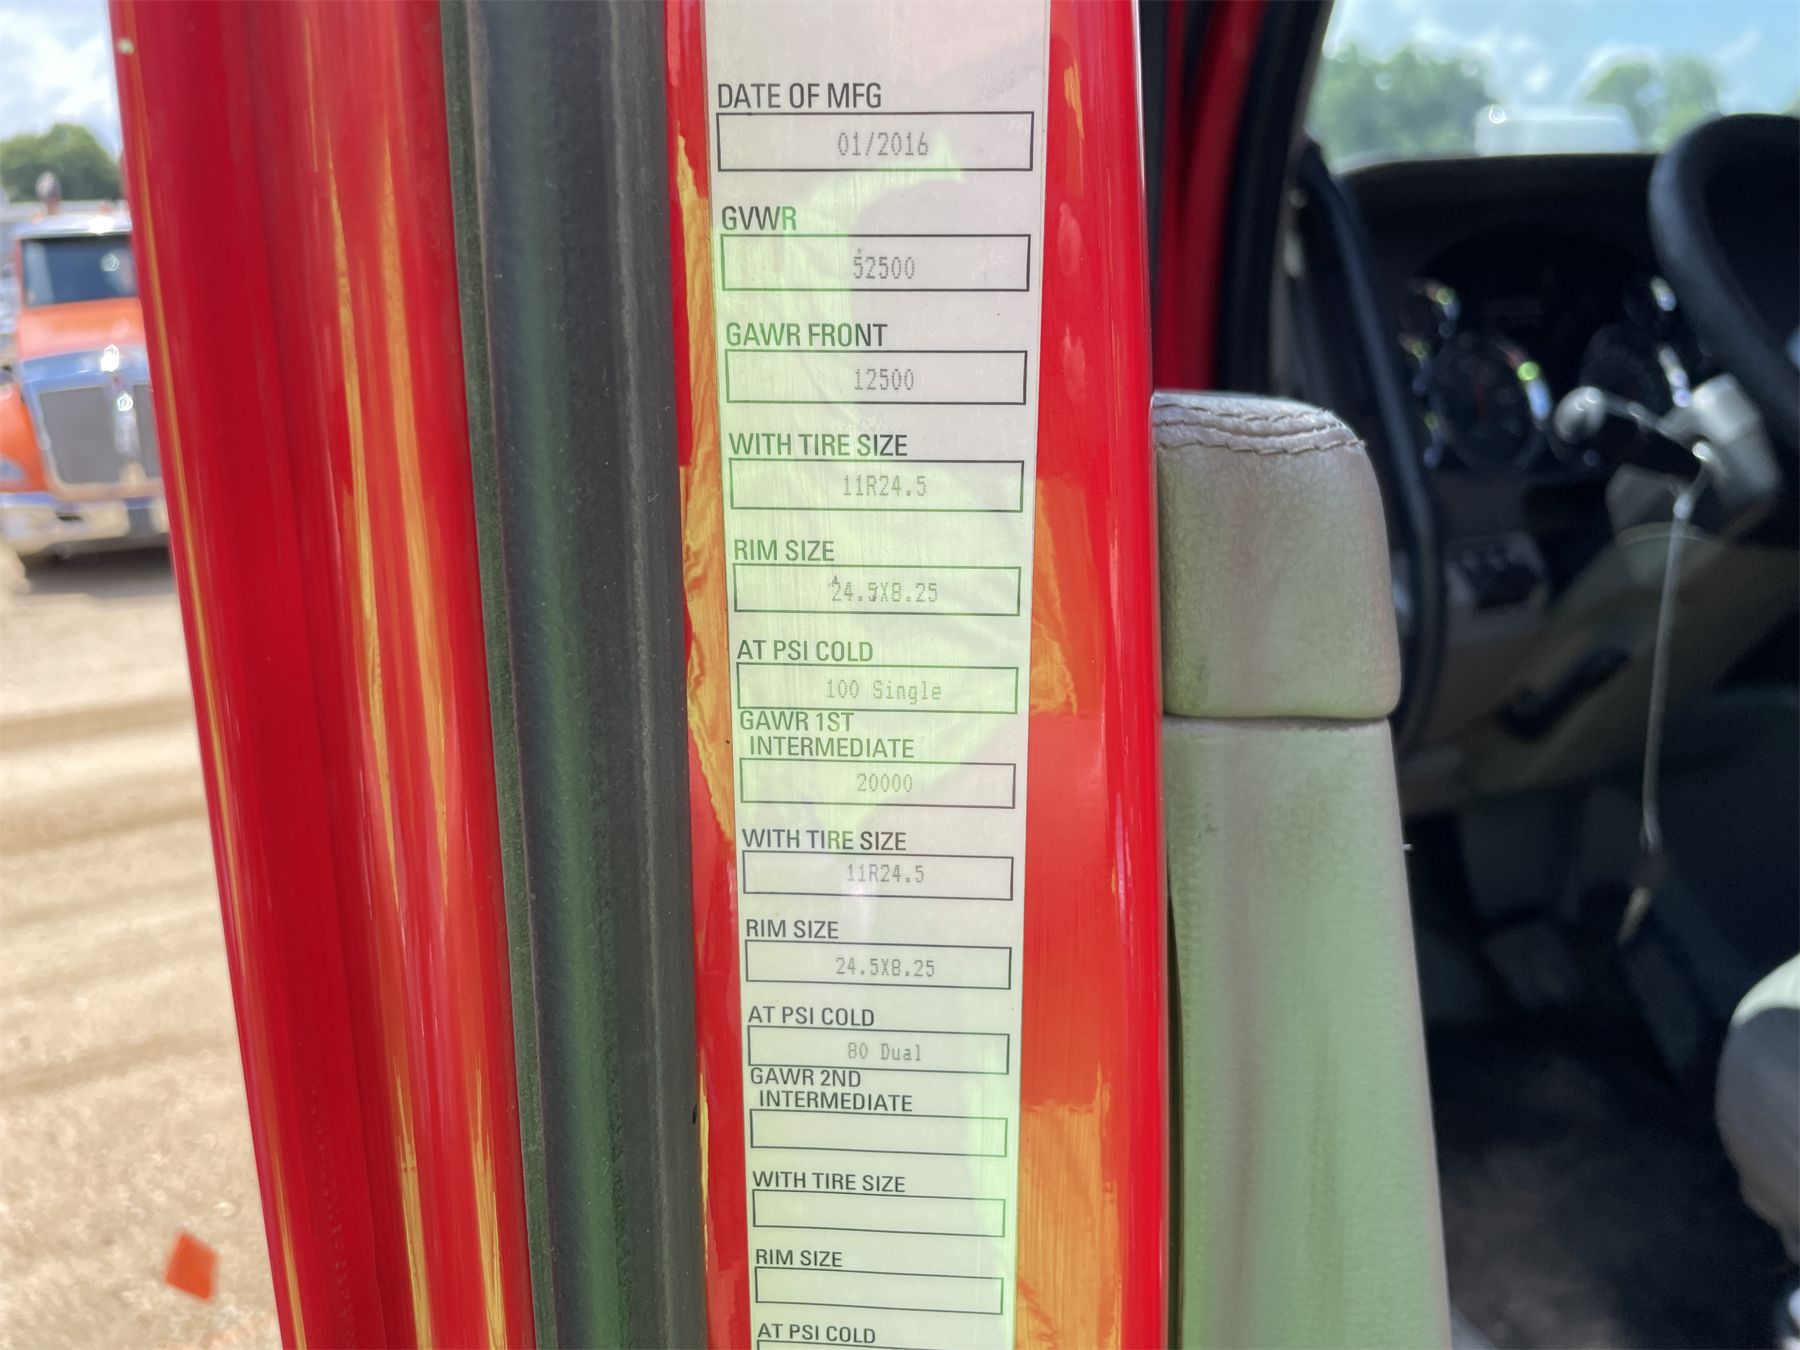 DATE OF MFG
01/2016
GVWR
52500
GAWR FRONT
12500
WITH TIRE SIZE
11R24.5
RIM SIZE
24.5X8.25
AT PSI COLD
100 Single
GAWR 1ST
INTERMEDIATE
20000
WITH TIRE SIZE
11R24.5
RIM SIZE
24.5X8.25
AT PSI COLD
80 Dual
GAWR 2ND
INTERMEDIATE
WITH TIRE SIZE
RIM SIZE
AT PSI COLD